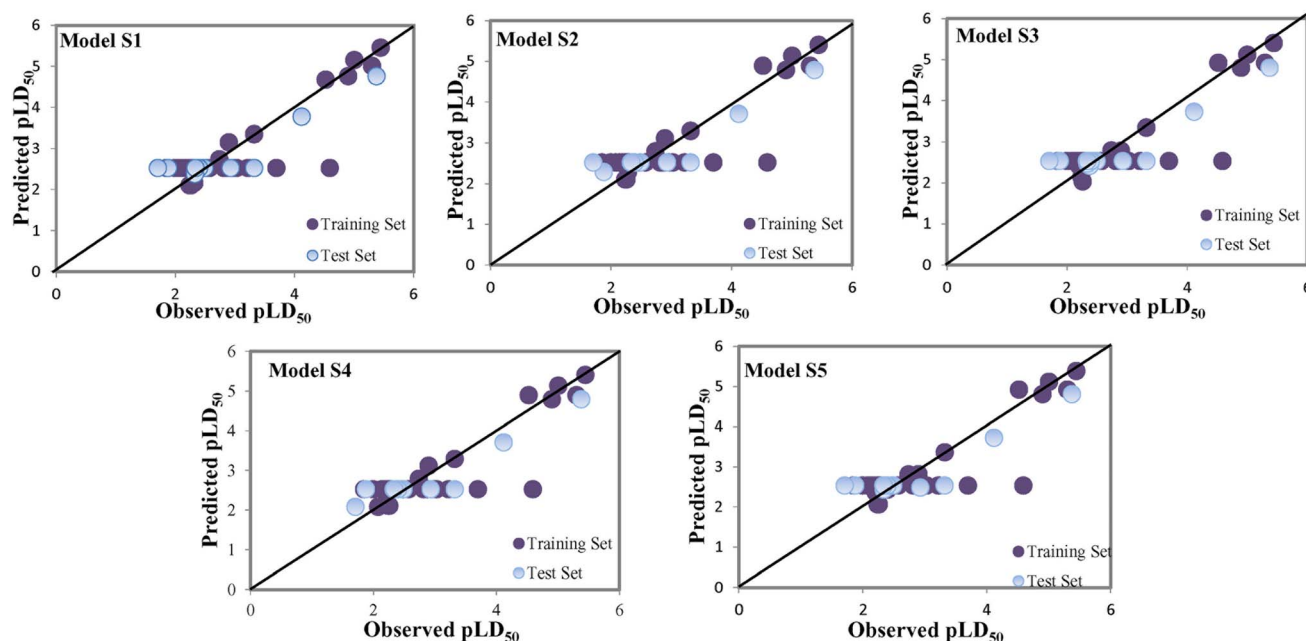 Model S1
Predicted pLD50
6
5
4
3
2
1
0
Training Set
Test Set
0 2 4 6
Observed pLD50
Model S2
Predicted pLD50
6
5
4
3
2
1
0
Training Set
Test Set
0 2 4 6
Observed pLD50
Model S3
Predicted pLD50
6
5
4
3
2
1
0
Training Set
Test Set
0 2 4 6
Observed pLD50
Model S4
Predicted pLD50
6
5
4
3
2
1
0
Training Set
Test Set
0 2 4 6
Observed pLD50
Model S5
Predicted pLD50
6
5
4
3
2
1
0
Training Set
Test Set
0 2 4 6
Observed pLD50